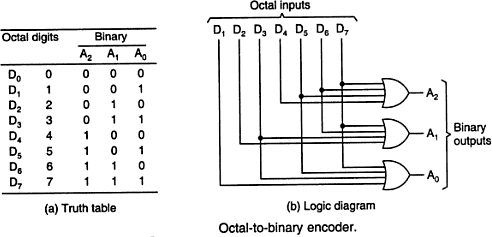 Octal digits Binary
A2 A1 A0
D0 0 0 0 0
D1 1 0 0 1
D2 2 0 1 0
D3 3 0 1 1
D4 4 1 0 0
D5 5 1 0 1
D6 6 1 1 0
D7 7 1 1 1
(a) Truth table
Octal inputs
D1 D2 D3 D4 D5 D6 D7
A2
A1
A0
Binary
outputs
(b) Logic diagram
Octal-to-binary encoder.